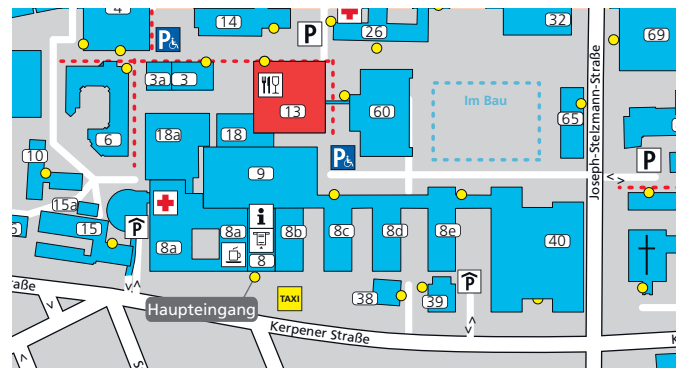 4
14
P
P
26
32
69
3a
3
13
6
18a
18
60
Im Bau
65
Joseph-Stelzmann-Straße
10
9
P
P
15a
15
P
8a
8a
i
8b
8c
8d
8e
40
8
TAXI
38
39
P
Haupteingang
Kerpener Straße